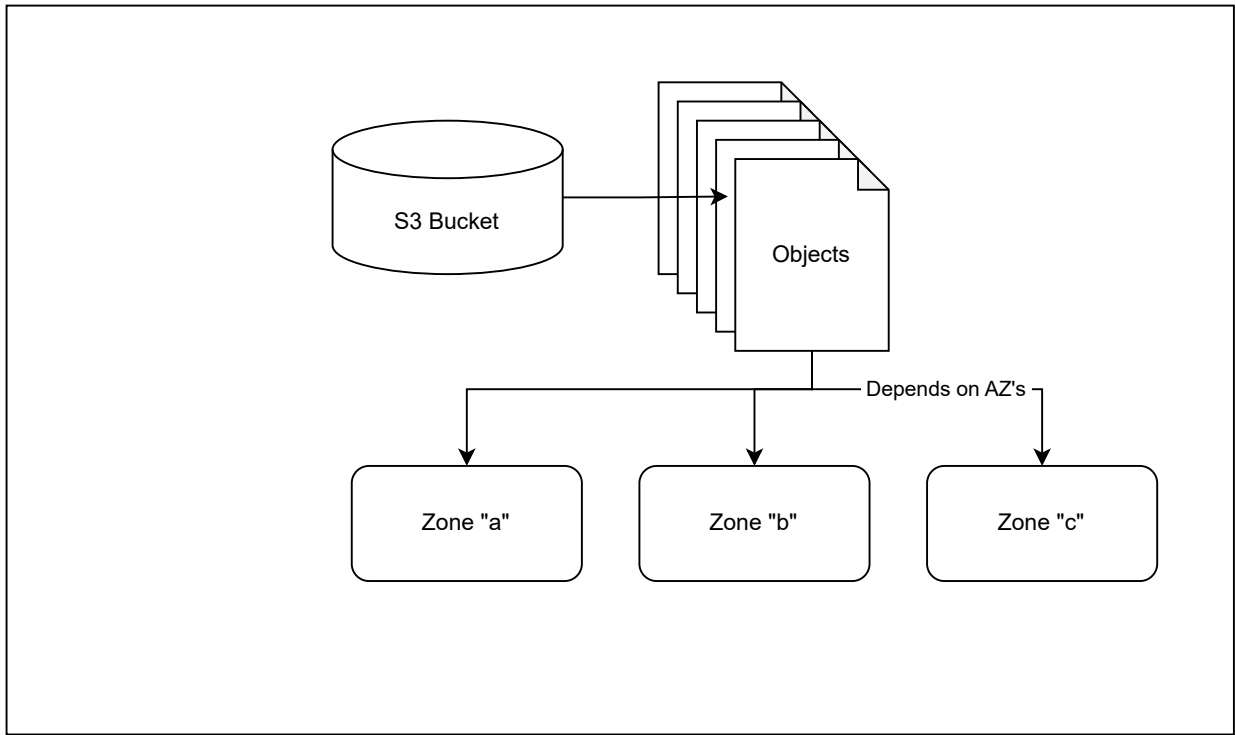 S3 Bucket
Objects
Depends on AZ's
Zone "a"
Zone "b"
Zone "c"